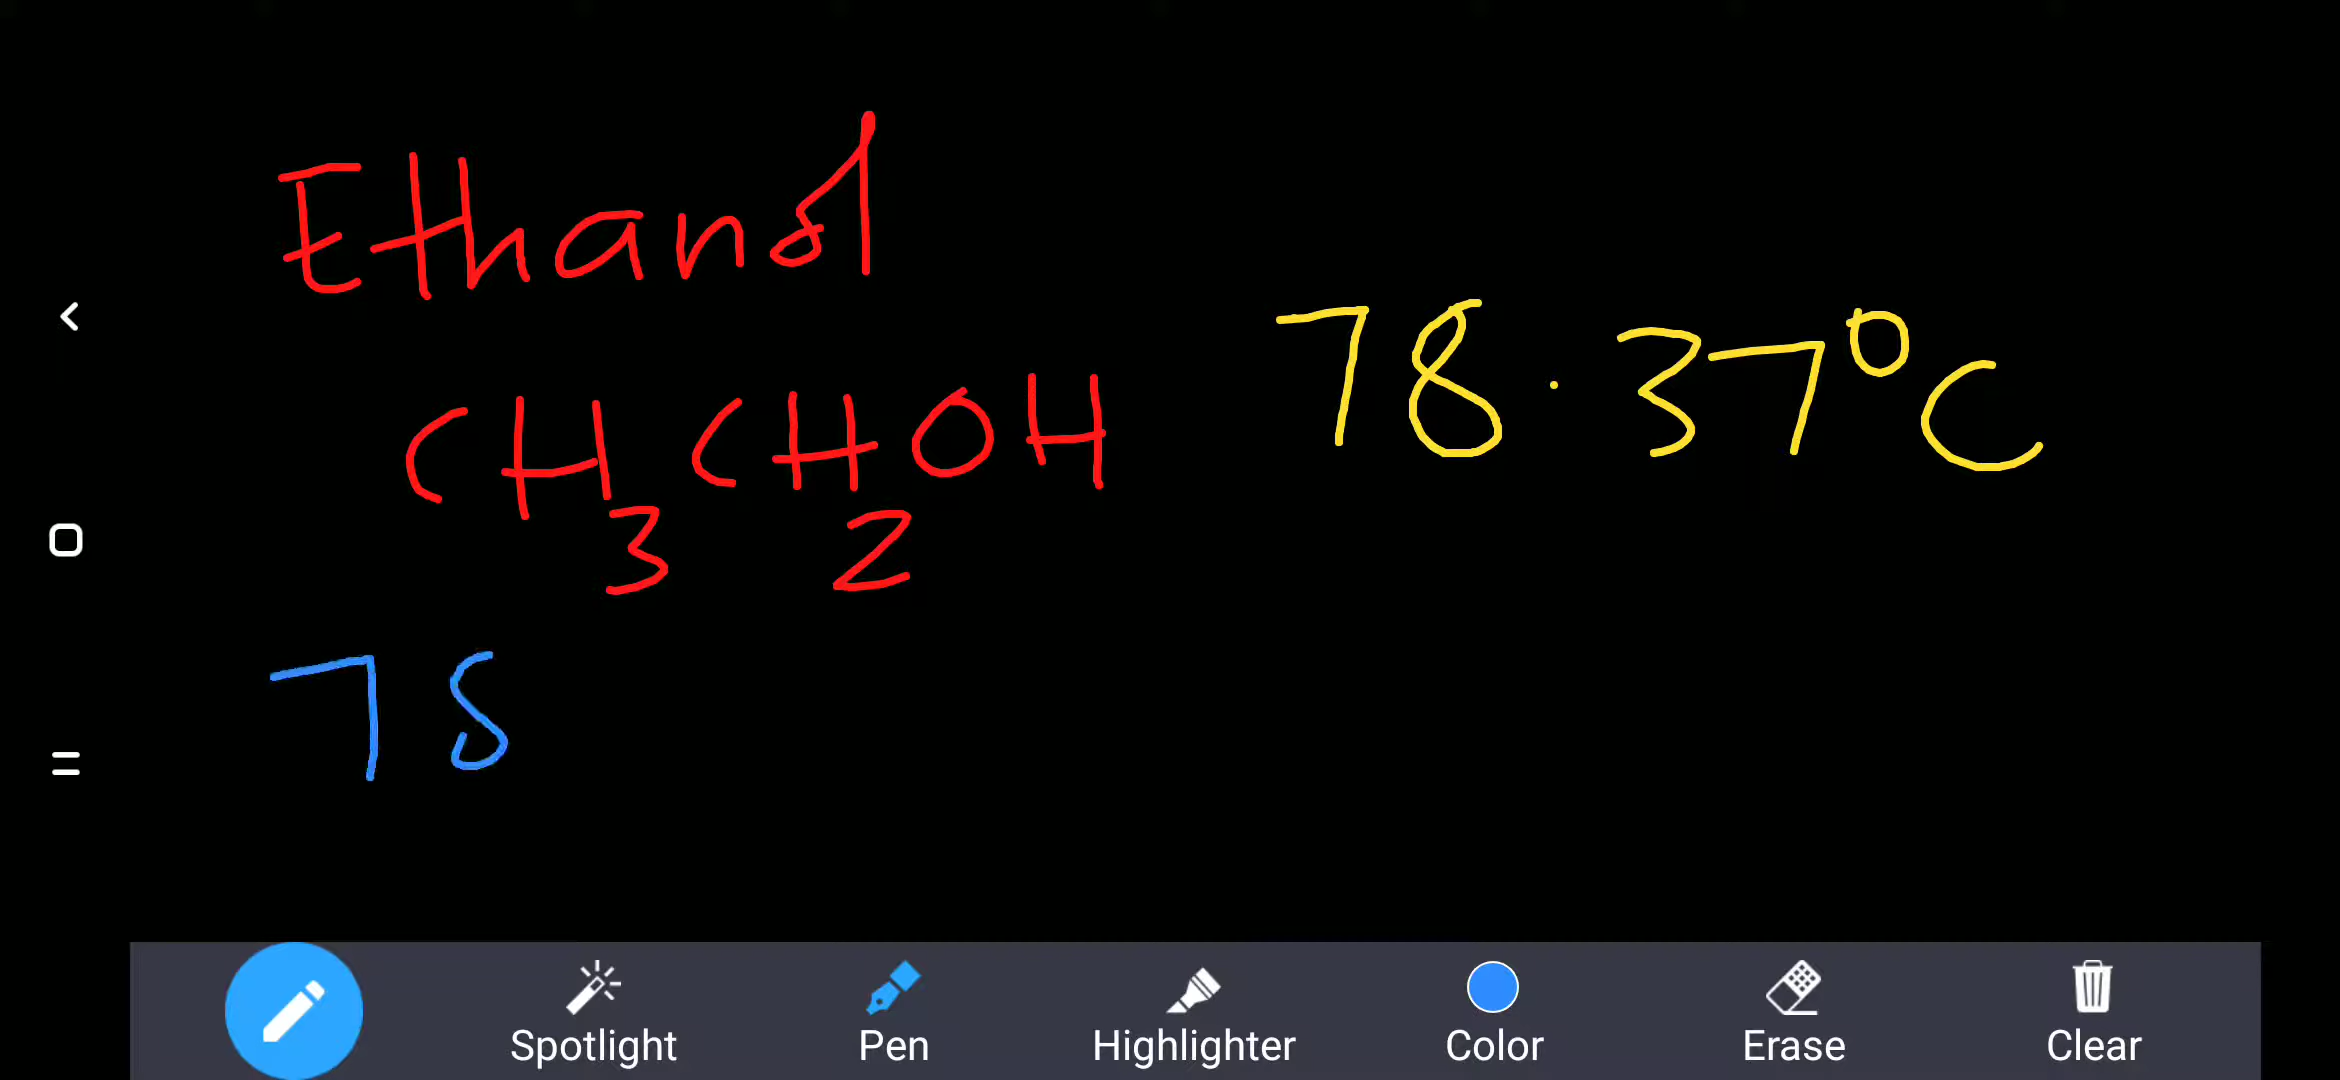 Ethanol
CH3CH2OH
78.37°C
78
Spotlight
Pen
Highlighter
Color
Erase
Clear